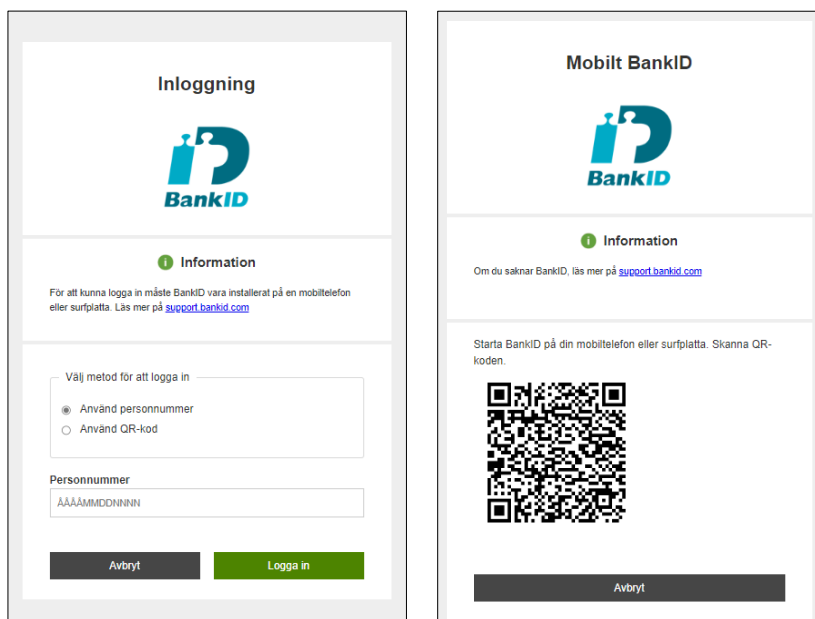 Inloggning
BankID
Information
För att kunna logga in måste BankID vara installerat på en mobiltelefon
eller surfplatta. Läs mer på support.bankid.com
Välj metod för att logga in
Använd personnummer
Använd QR-kod
Personnummer
ÅÅÅÅMMDDNNNN
Avbryt
Logga in
Mobilt BankID
BankID
Information
Om du saknar BankID, läs mer på support.bankid.com
Starta BankID på din mobiltelefon eller surfplatta. Skanna QR-
koden.
Avbryt